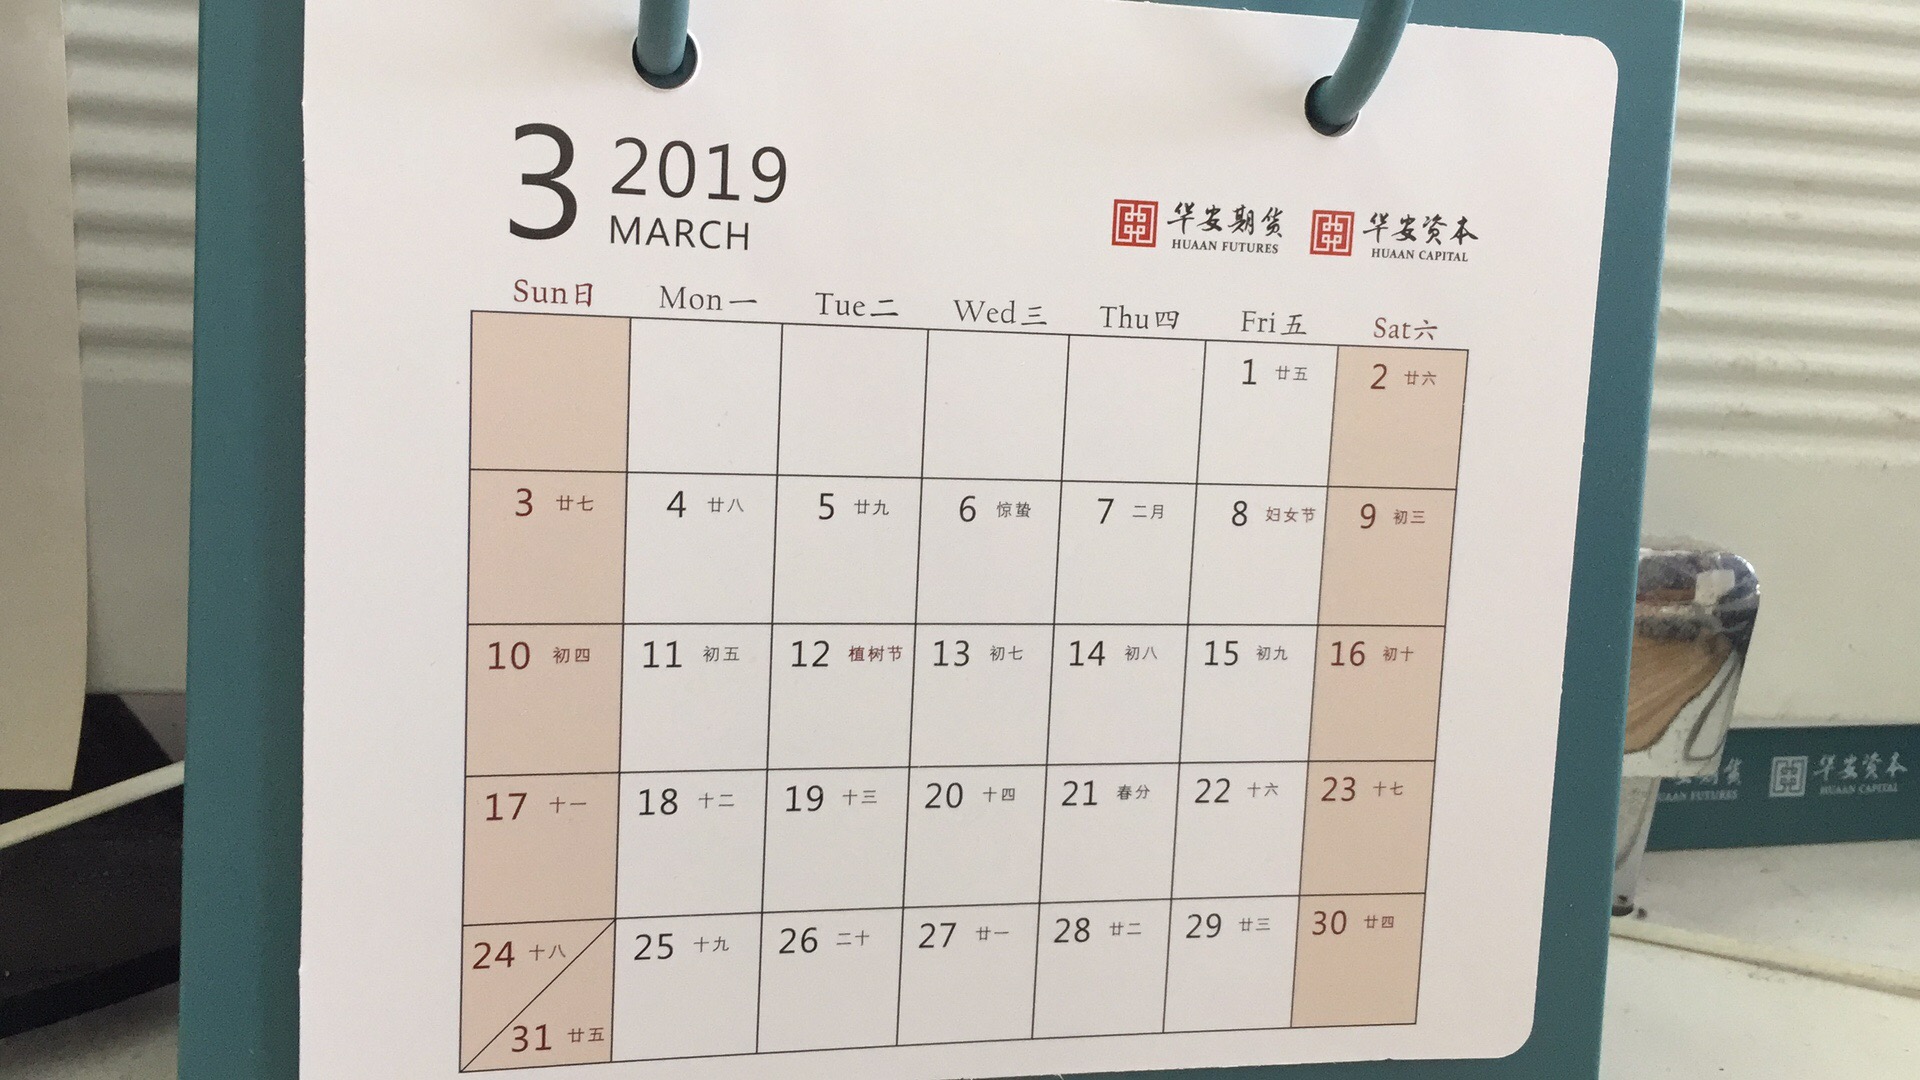 3 2019
MARCH
华安期货 华安资本
HUAAN FUTURES HUAAN CAPITAL
Sun日 Mon一 Tue二 Wed三 Thu四 Fri五 Sat六
1 廿五 2 廿六
3 廿七 4 廿八 5 廿九 6 惊蛰 7 二月 8 妇女节 9 初三
10 初四 11 初五 12 植树节 13 初七 14 初八 15 初九 16 初十
17 十一 18 十二 19 十三 20 十四 21 春分 22 十六 23 十七
24 十八 25 十九 26 二十 27 廿一 28 廿二 29 廿三 30 廿四
31 廿五
华安资本
FUTURES HUAAN CAPITAL